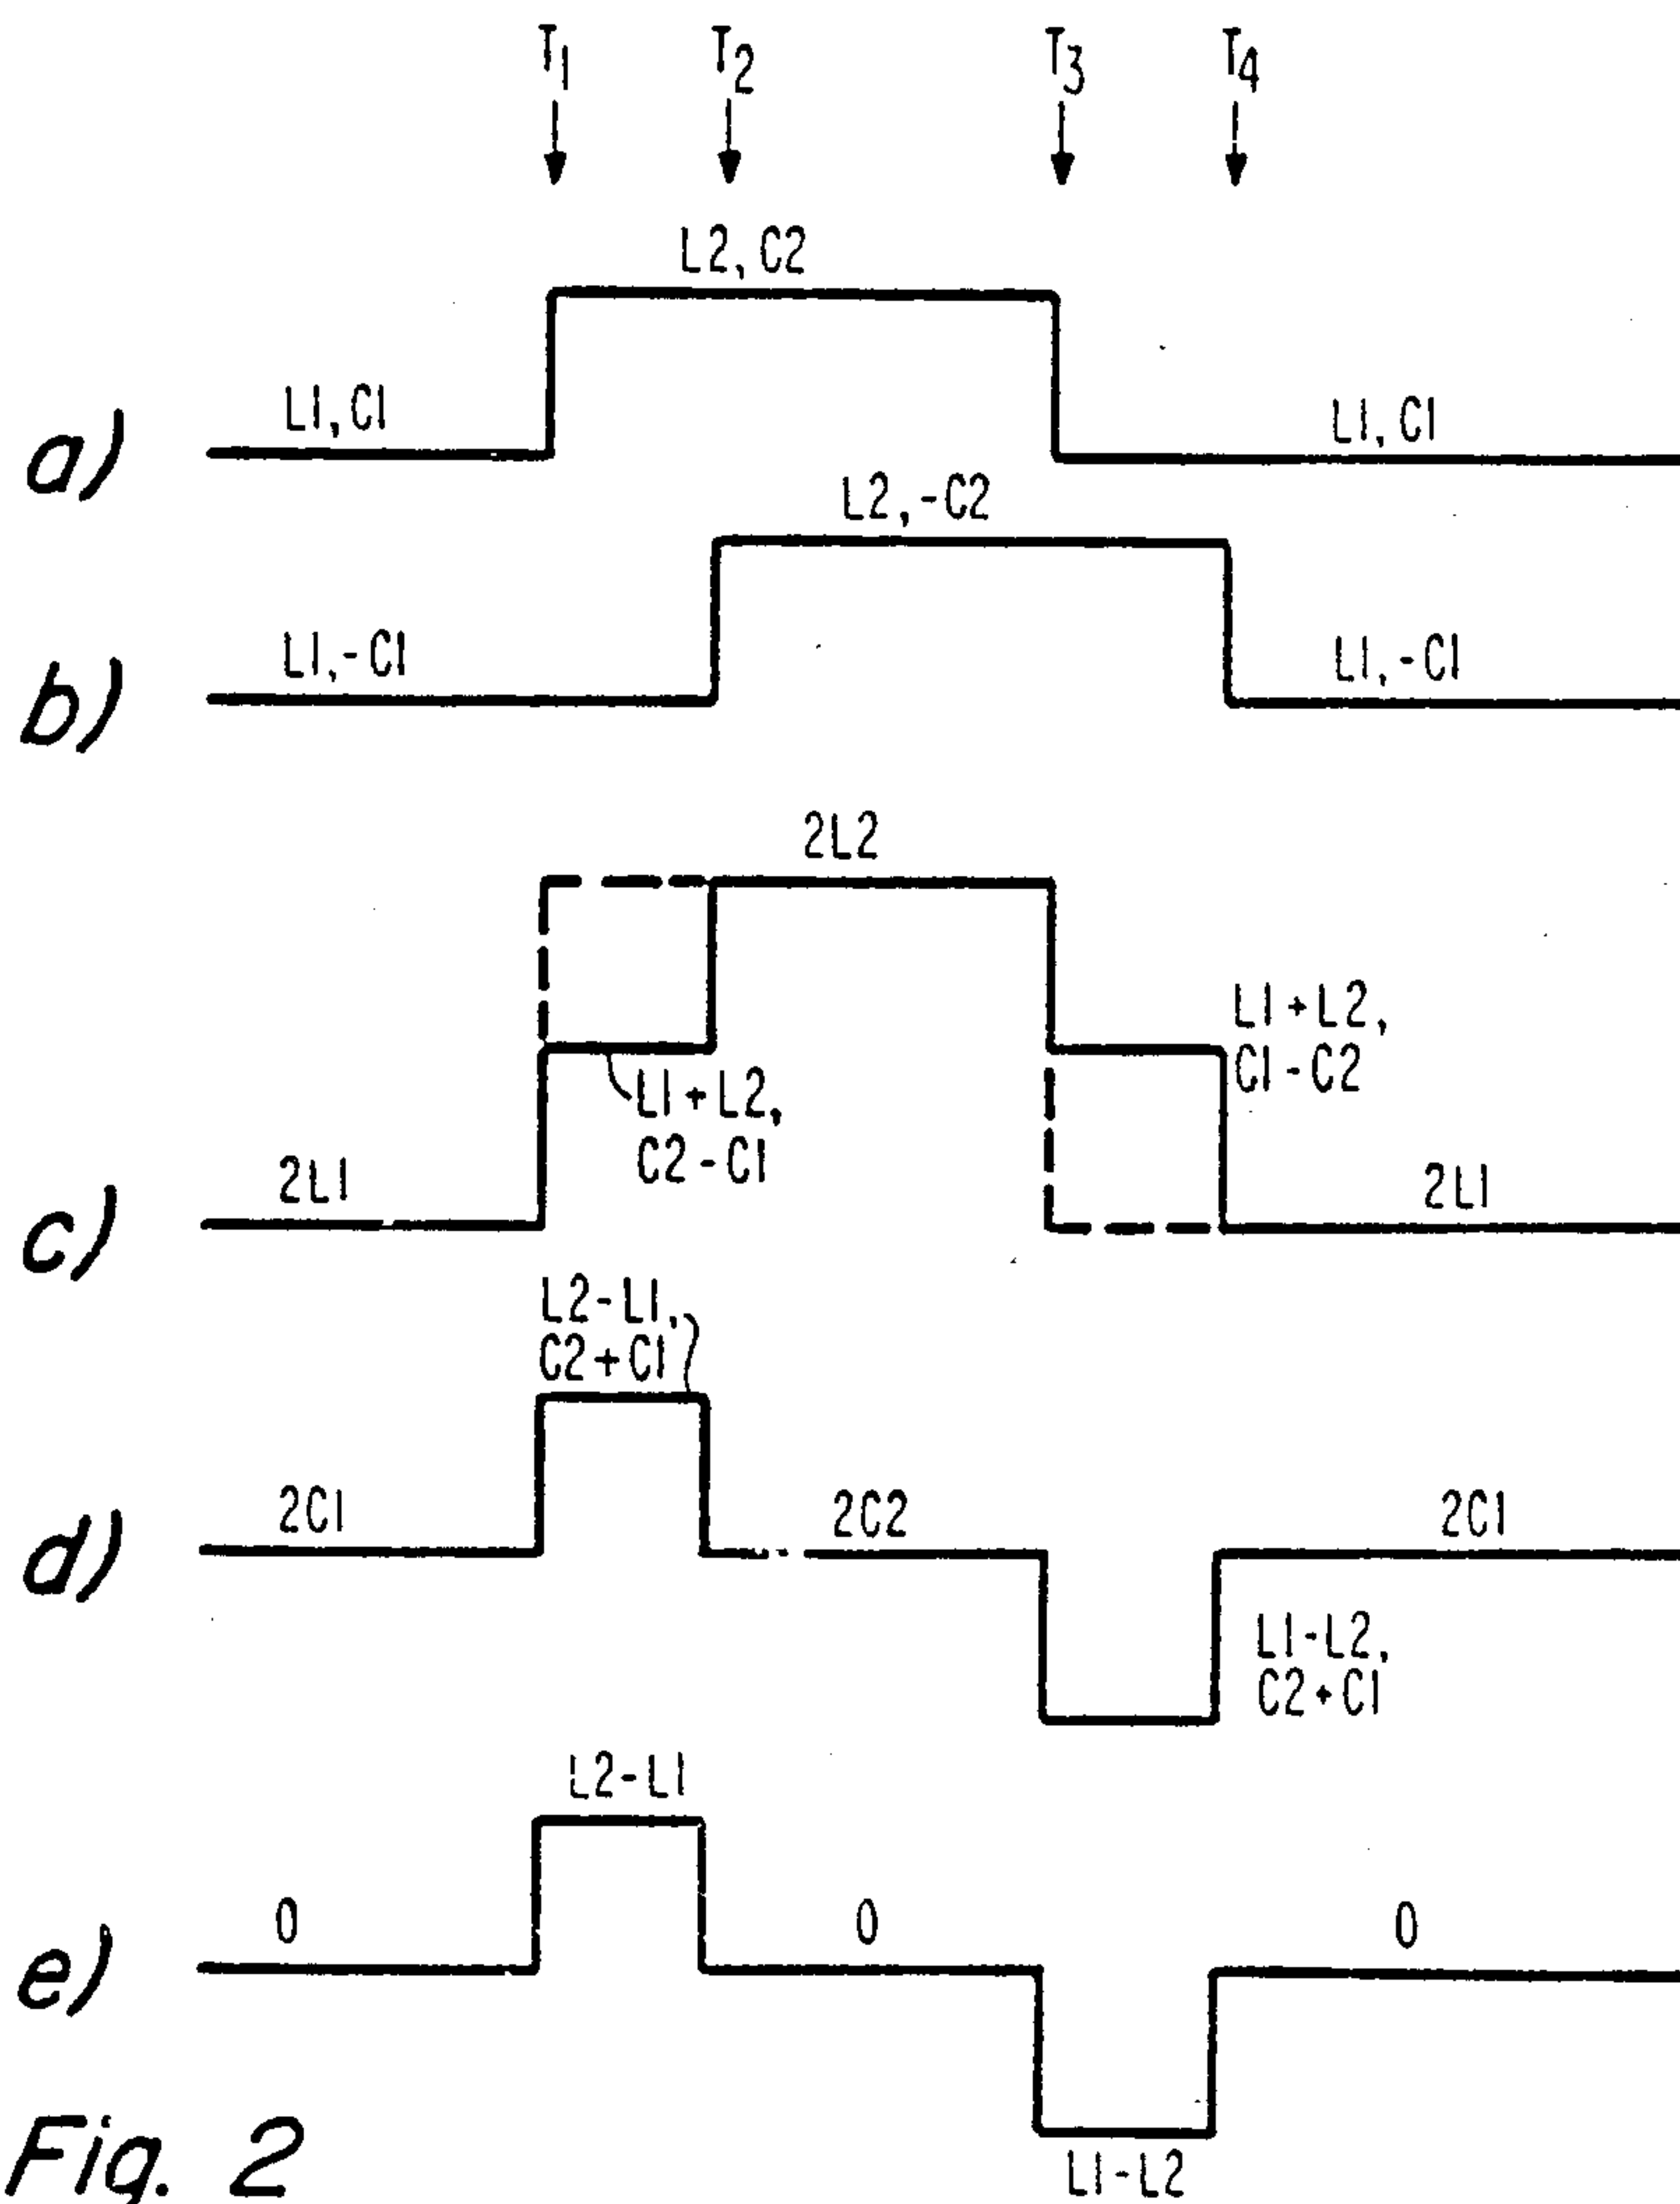 T1 T2 T3 T4
L2, C2
L1, C1
L1, C1
a)
L2, -C2
L1, -C1
L1, -C1
b)
2L2
L1 + L2,
C1 - C2
L1 + L2,
C2 - C1
2L1
2L1
c)
L2 - L1,
C2 + C1
2C1
2C2
2C1
d)
L1 - L2,
C2 + C1
L2 - L1
0
0
0
e)
L1 - L2
Fig. 2